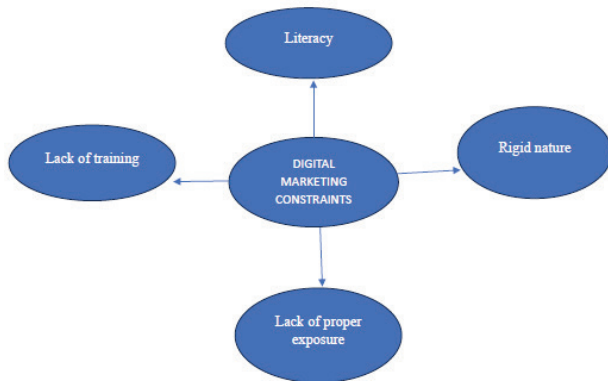 Literacy
Lack of training
Rigid nature
DIGITAL
MARKETING
CONSTRAINTS
Lack of proper
exposure